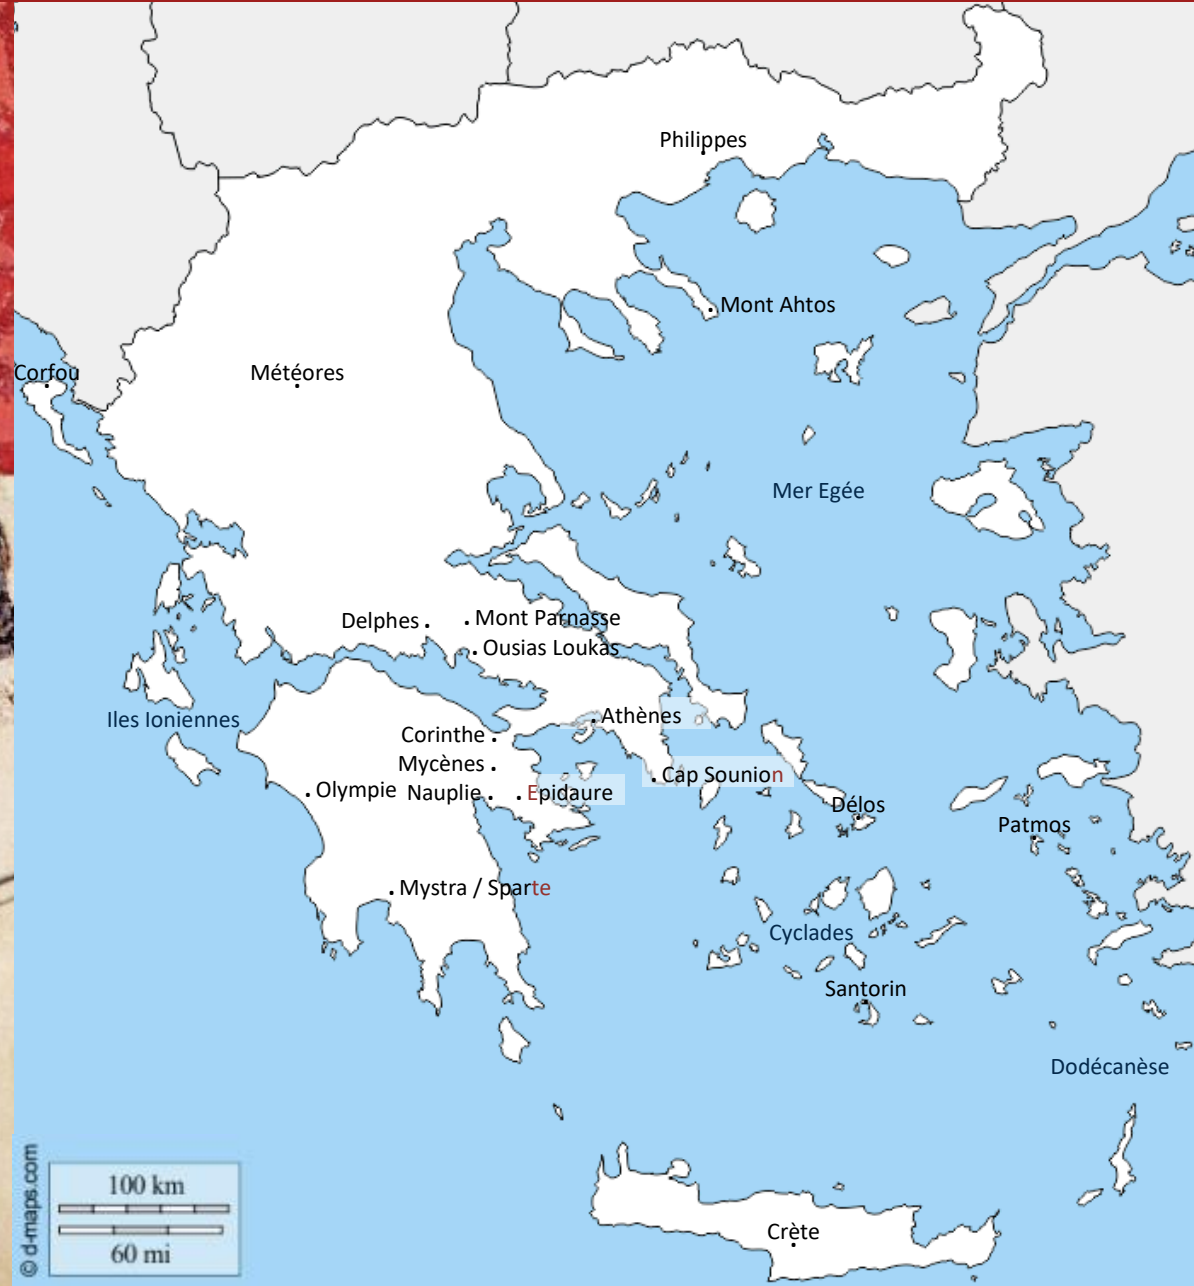 Philippes
Mont Ahtos
Corfou
Météores
Mer Egée
Delphes
Mont Parnasse
Ousias Loukas
Iles Ioniennes
Athènes
Corinthe
Mycènes
Cap Sounion
Olympie
Nauplie
Epidaure
Délos
Patmos
Mystra / Sparte
Cyclades
Santorin
Dodécanèse
Crète
100 km
60 mi
© d-maps.com